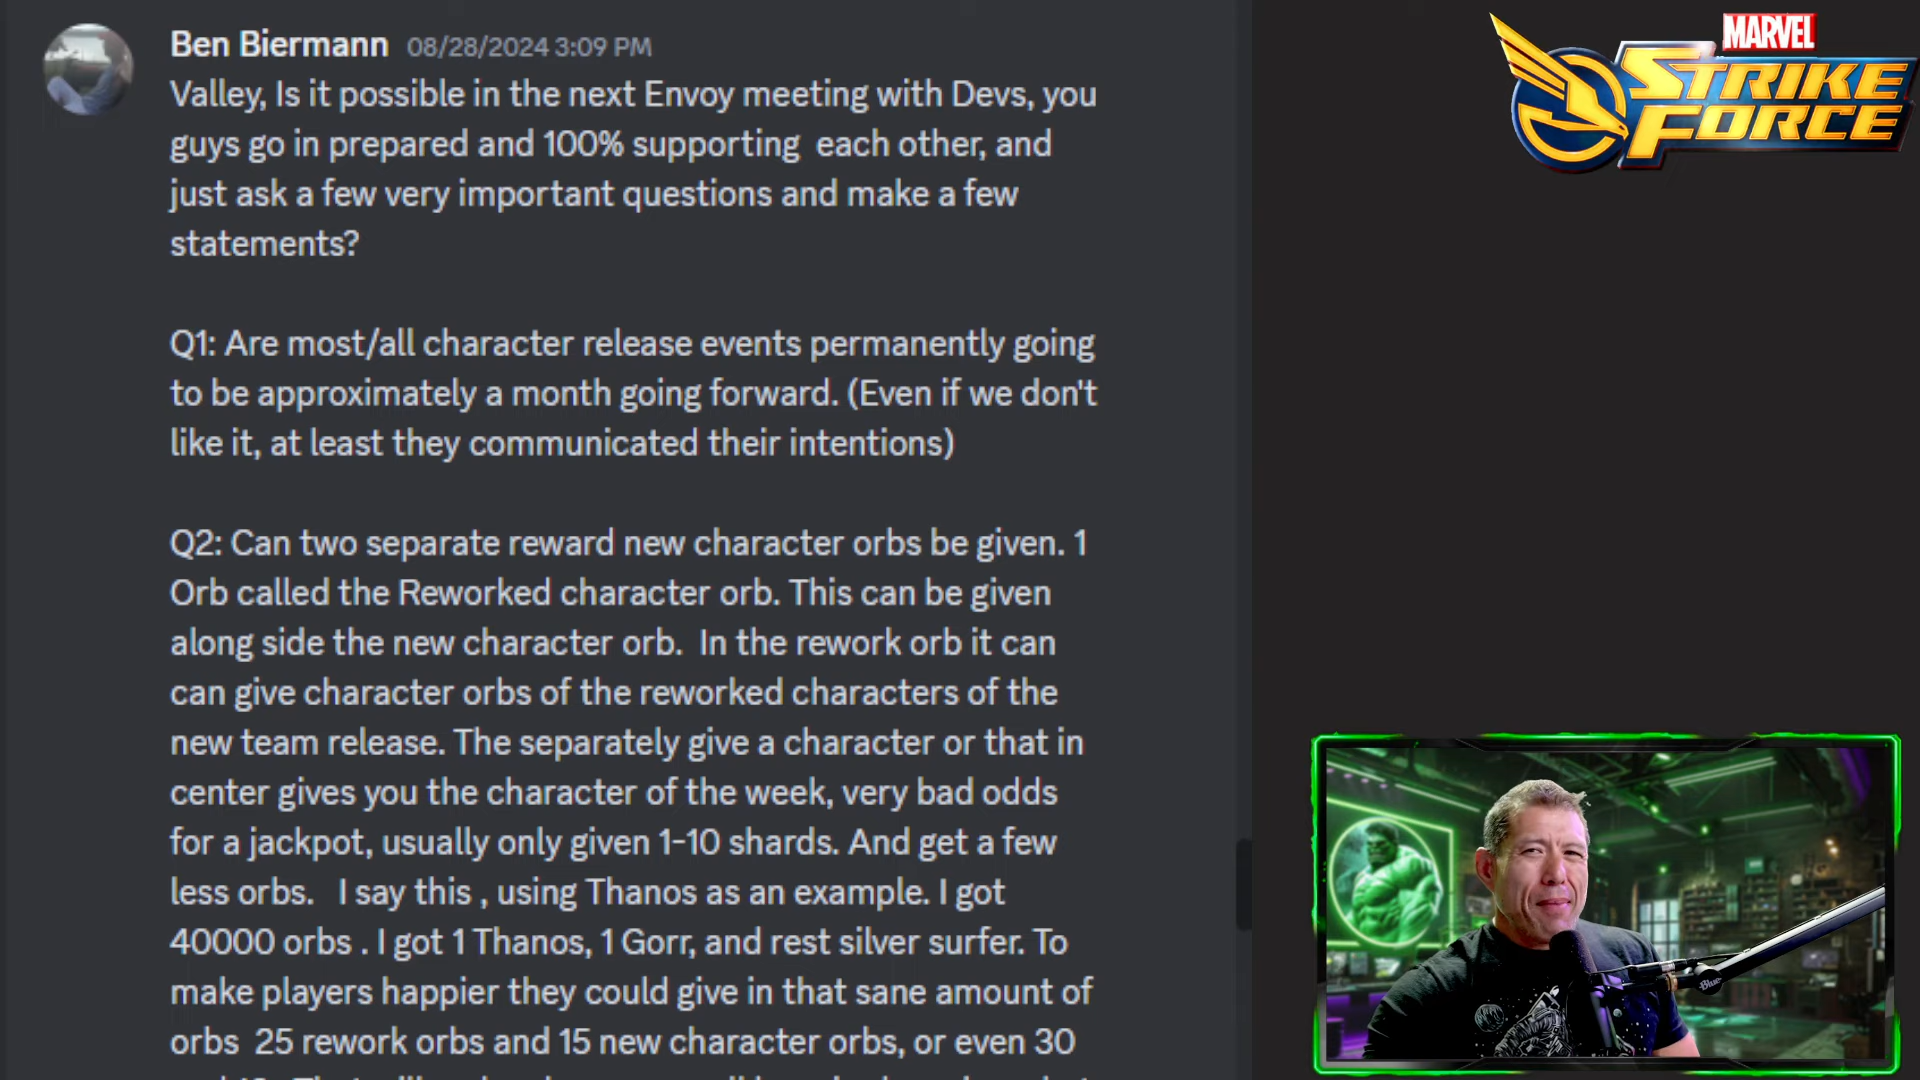 Ben Biermann 08/28/2024 3:09 PM
Valley, Is it possible in the next Envoy meeting with Devs, you
guys go in prepared and 100% supporting  each other, and
just ask a few very important questions and make a few
statements?
Q1: Are most/all character release events permanently going
to be approximately a month going forward. (Even if we don't
like it, at least they communicated their intentions)
Q2: Can two separate reward new character orbs be given. 1
Orb called the Reworked character orb. This can be given
along side the new character orb.  In the rework orb it can
can give character orbs of the reworked characters of the
new team release. The separately give a character or that in
center gives you the character of the week, very bad odds
for a jackpot, usually only given 1-10 shards. And get a few
less orbs.   I say this , using Thanos as an example. I got
40000 orbs . I got 1 Thanos, 1 Gorr, and rest silver surfer. To
make players happier they could give in that sane amount of
orbs  25 rework orbs and 15 new character orbs, or even 30
MARVEL
STRIKE
FORCE
Blue